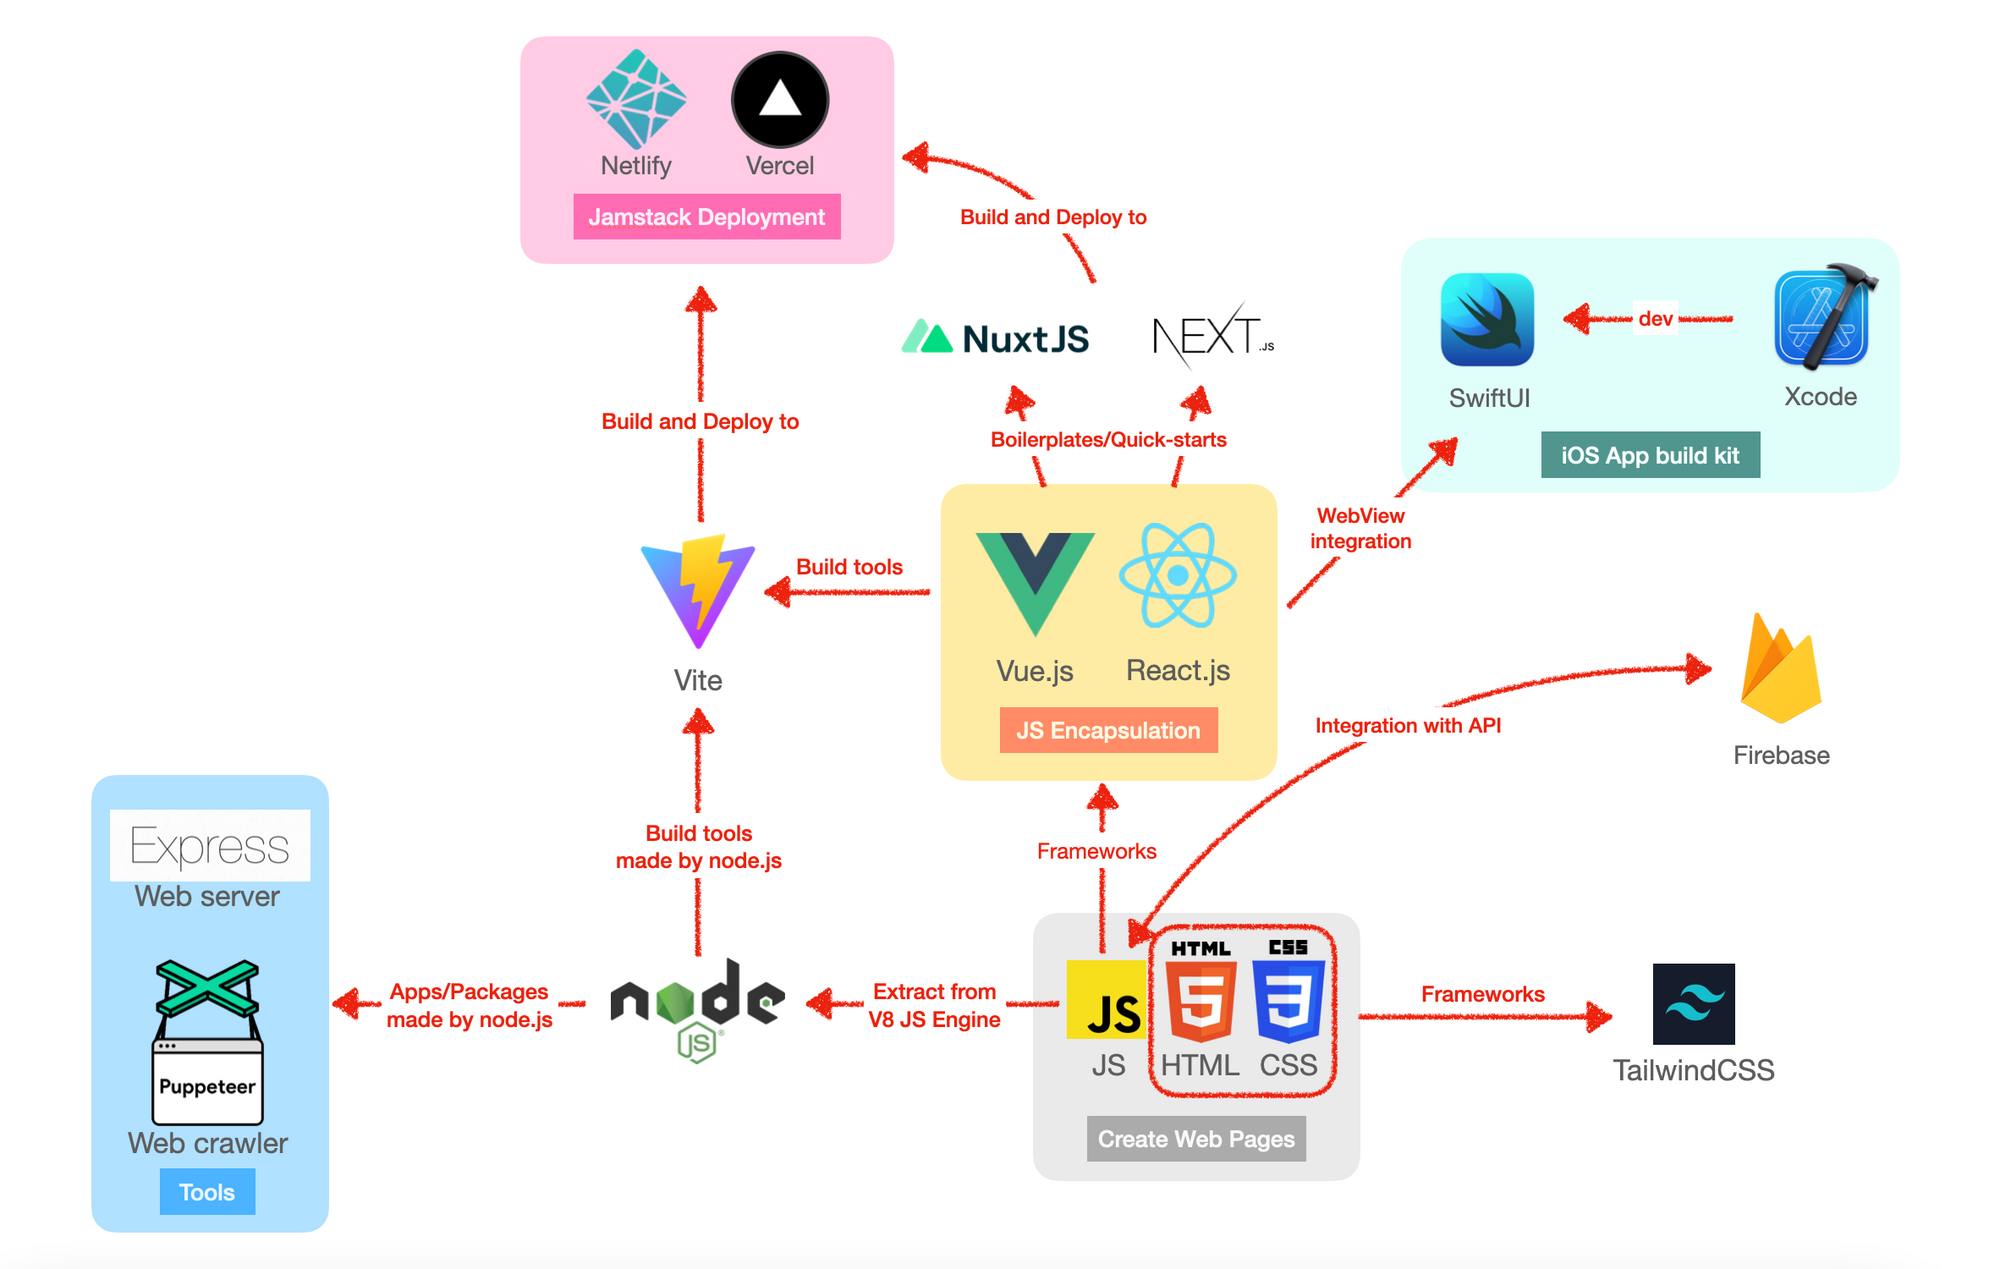 Netlify
Vercel
Jamstack Deployment
Build and Deploy to
NuxtJS
NEXT.JS
dev
SwiftUI
Xcode
iOS App build kit
Build and Deploy to
Boilerplates/Quick-starts
WebView
integration
Build tools
Vite
Vue.js
React.js
JS Encapsulation
Integration with API
Firebase
Express
Web server
Build tools
made by node.js
Frameworks
Puppeteer
Web crawler
Tools
Apps/Packages
made by node.js
node
JS
®
Extract from
V8 JS Engine
JS
HTML
5
CSS
3
JS
HTML
CSS
Create Web Pages
Frameworks
TailwindCSS